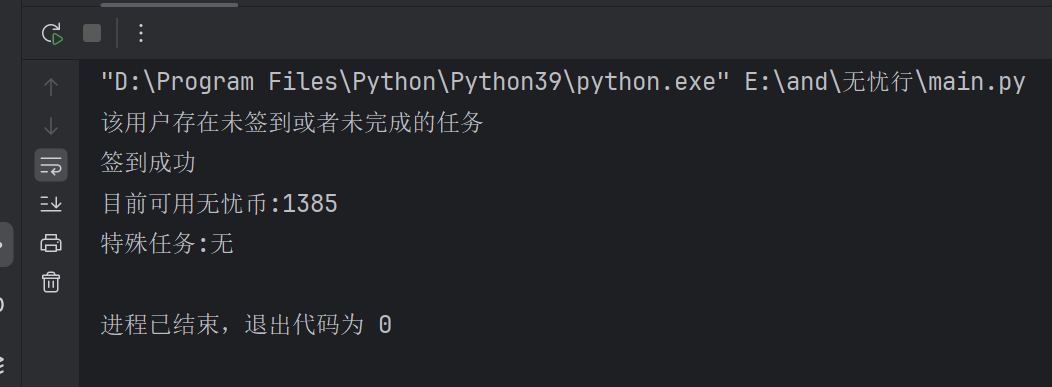 "D:\Program Files\Python\Python39\python.exe" E:\and\无忧行\main.py
该用户存在未签到或者未完成的任务
签到成功
目前可用无忧币:1385
特殊任务:无
进程已结束，退出代码为 0